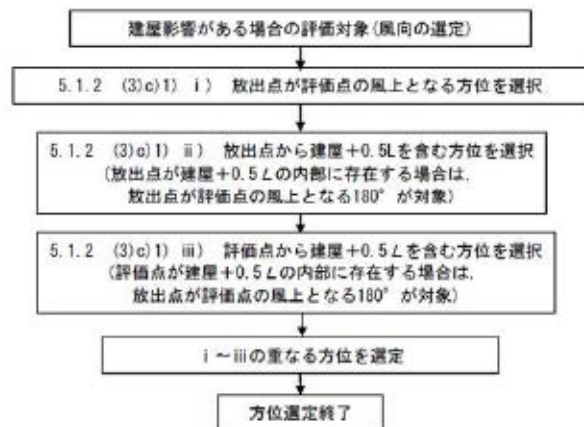 建屋影響がある場合の評価対象(風向の選定)
5.1.2 (3)c)1) ⅰ) 放出点が評価点の風上となる方位を選択
5.1.2 (3)c)1) ⅱ) 放出点から建屋+0.5Lを含む方位を選択
(放出点が建屋+0.5Lの内部に存在する場合は,
放出点が評価点の風上となる180°が対象)
5.1.2 (3)c)1) ⅲ) 評価点から建屋+0.5Lを含む方位を選択
(評価点が建屋+0.5Lの内部に存在する場合は,
放出点が評価点の風上となる180°が対象)
ⅰ~ⅲの重なる方位を選定
方位選定終了